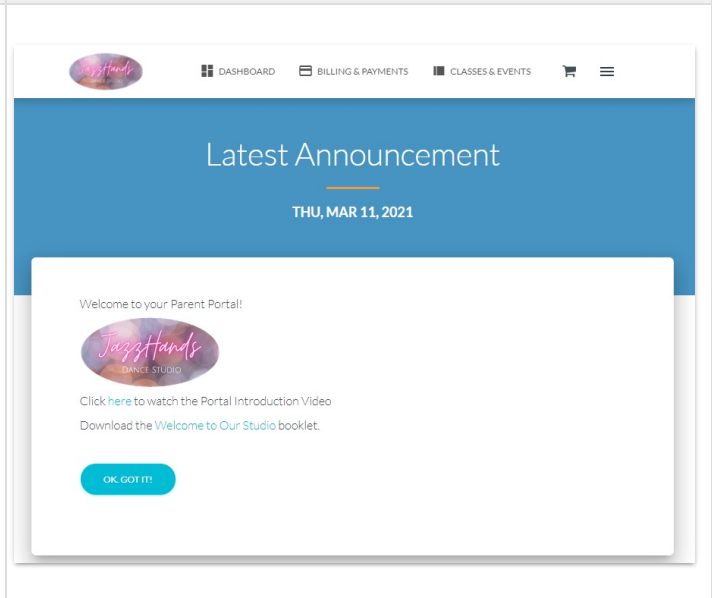 JazzHands
DASHBOARD
BILLING & PAYMENTS
CLASSES & EVENTS
Latest Announcement
THU, MAR 11, 2021
Welcome to your Parent Portal!
JazzHands
DANCE STUDIO
Click here to watch the Portal Introduction Video
Download the Welcome to Our Studio booklet.
OK. GOT IT!